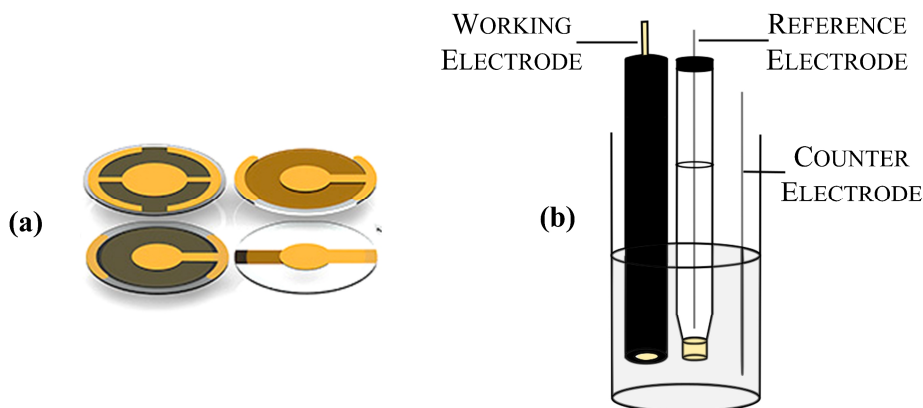 (a)
WORKING
ELECTRODE
REFERENCE
ELECTRODE
COUNTER
ELECTRODE
(b)